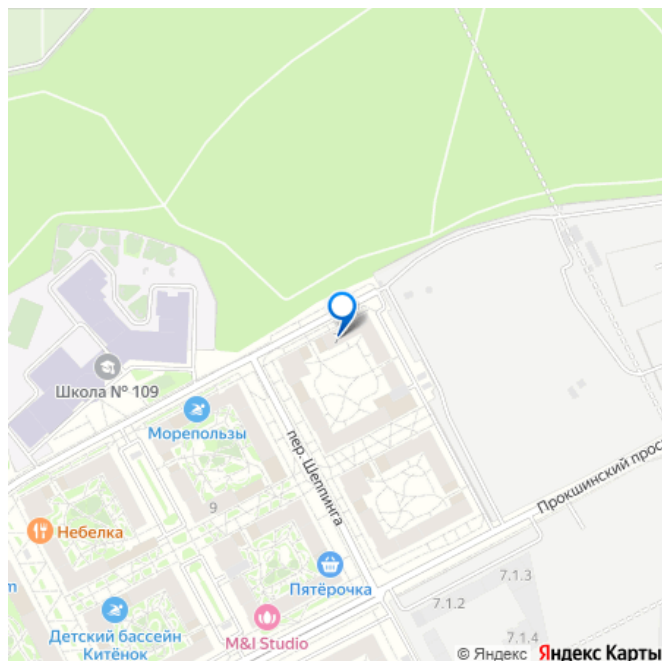 Школа № 109
Морепользы
пер. Шеппинга
Прокшинский прос
9
Небелка
Пятёрочка
7.1.3
m
7.1.2
Детский бассейн
Китёнок
M&I Studio
7.1.4
© Яндекс Яндекс Карты